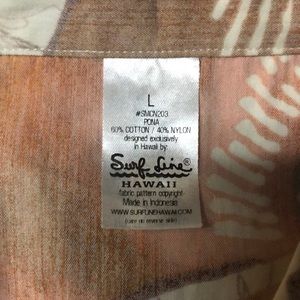 L
#SMCN203
PONA
60% COTTON / 40% NYLON
designed exclusively
in Hawaii by:
Surf Line
HAWAII
fabric pattern copyright
Made in Indonesia
WWW.SURFLINEHAWAII.COM
(care no reverse side)